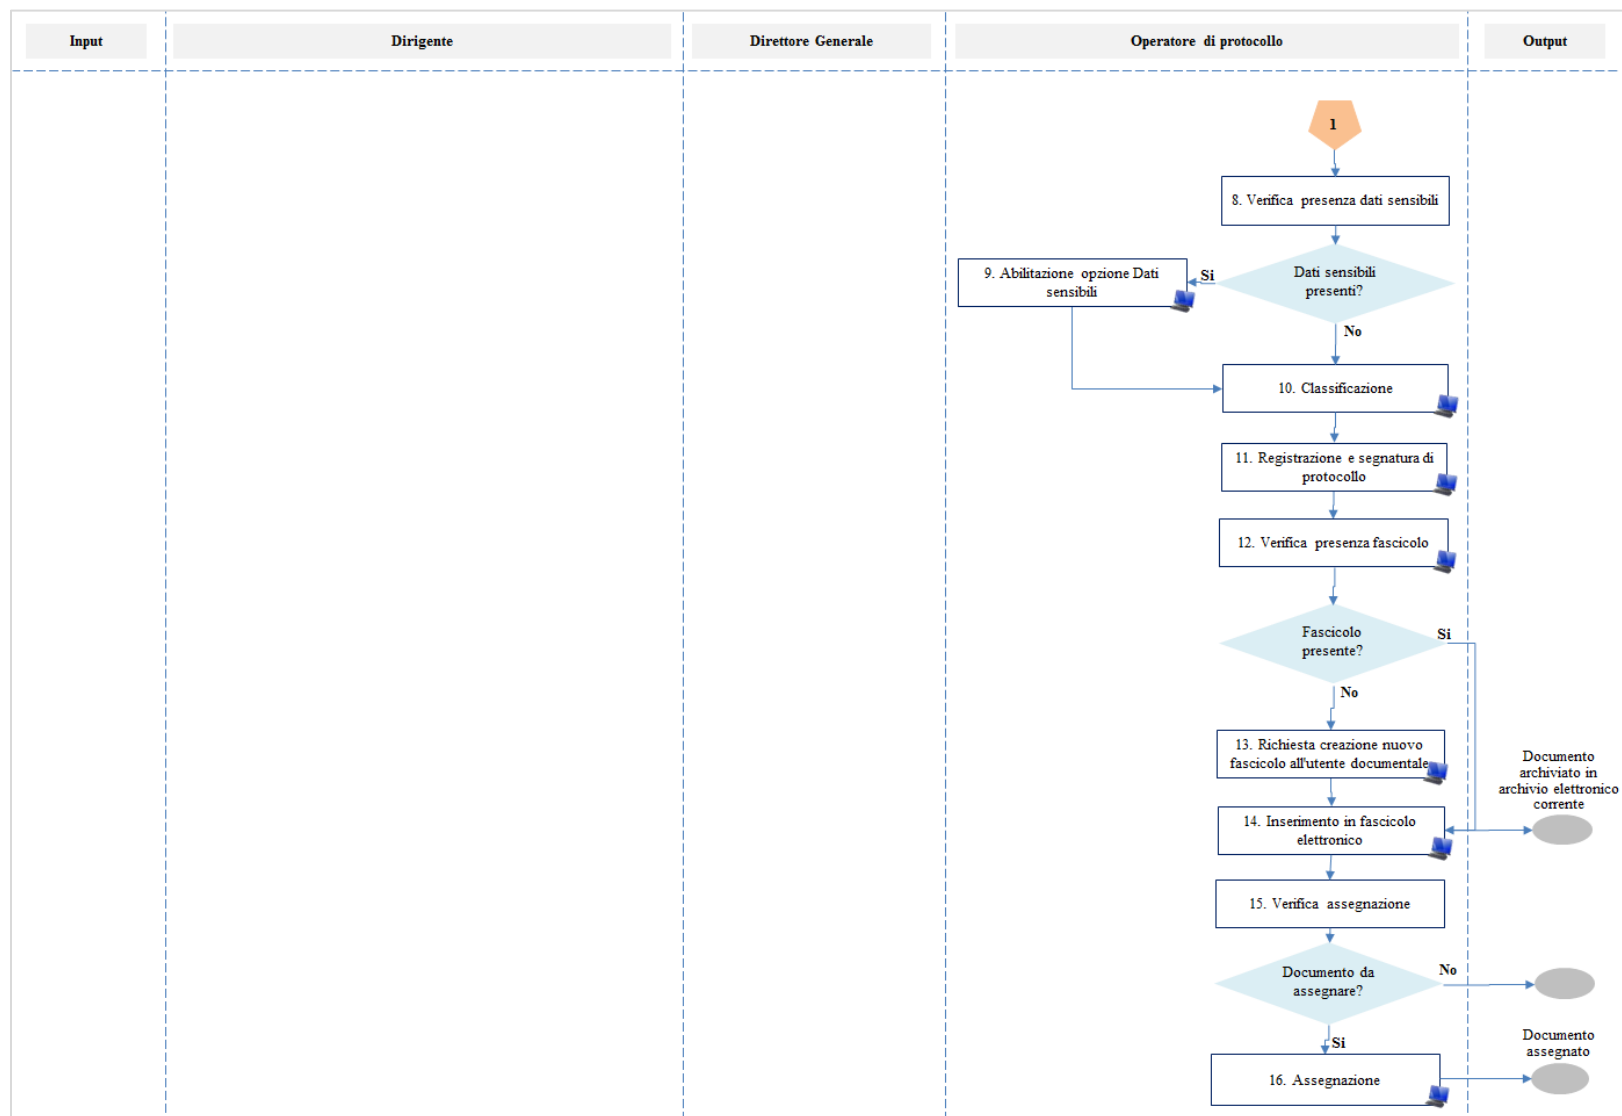 Input
Dirigente
Direttore Generale
Operatore di protocollo
Output
1
8. Verifica presenza dati sensibili
9. Abilitazione opzione Dati
sensibili
Si
Dati sensibili
presenti?
No
10. Classificazione
11. Registrazione e segnatura di
protocollo
12. Verifica presenza fascicolo
Fascicolo
presente?
Si
No
13. Richiesta creazione nuovo
fascicolo all'utente documentale
Documento
archiviato in
archivio elettronico
corrente
14. Inserimento in fascicolo
elettronico
15. Verifica assegnazione
Documento da
assegnare?
No
Si
Documento
assegnato
16. Assegnazione